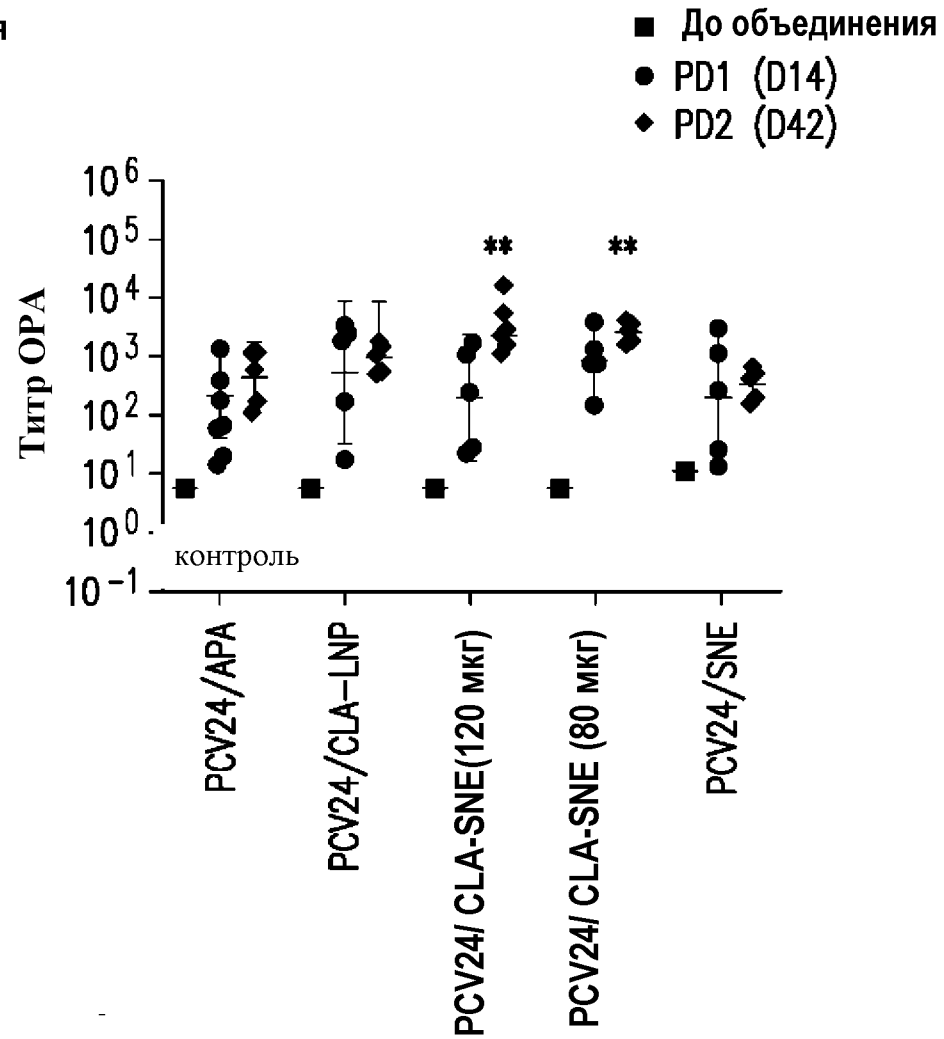 я
До объединения
PD1 (D14)
PD2 (D42)
10⁶
10⁵
10⁴
10³
10²
10¹
10⁰
10⁻¹
Титр OPA
**
**
контроль
PCV24/APA
PCV24/CLA-LNP
PCV24/ CLA-SNE(120 мкг)
PCV24/ CLA-SNE (80 мкг)
PCV24/SNE